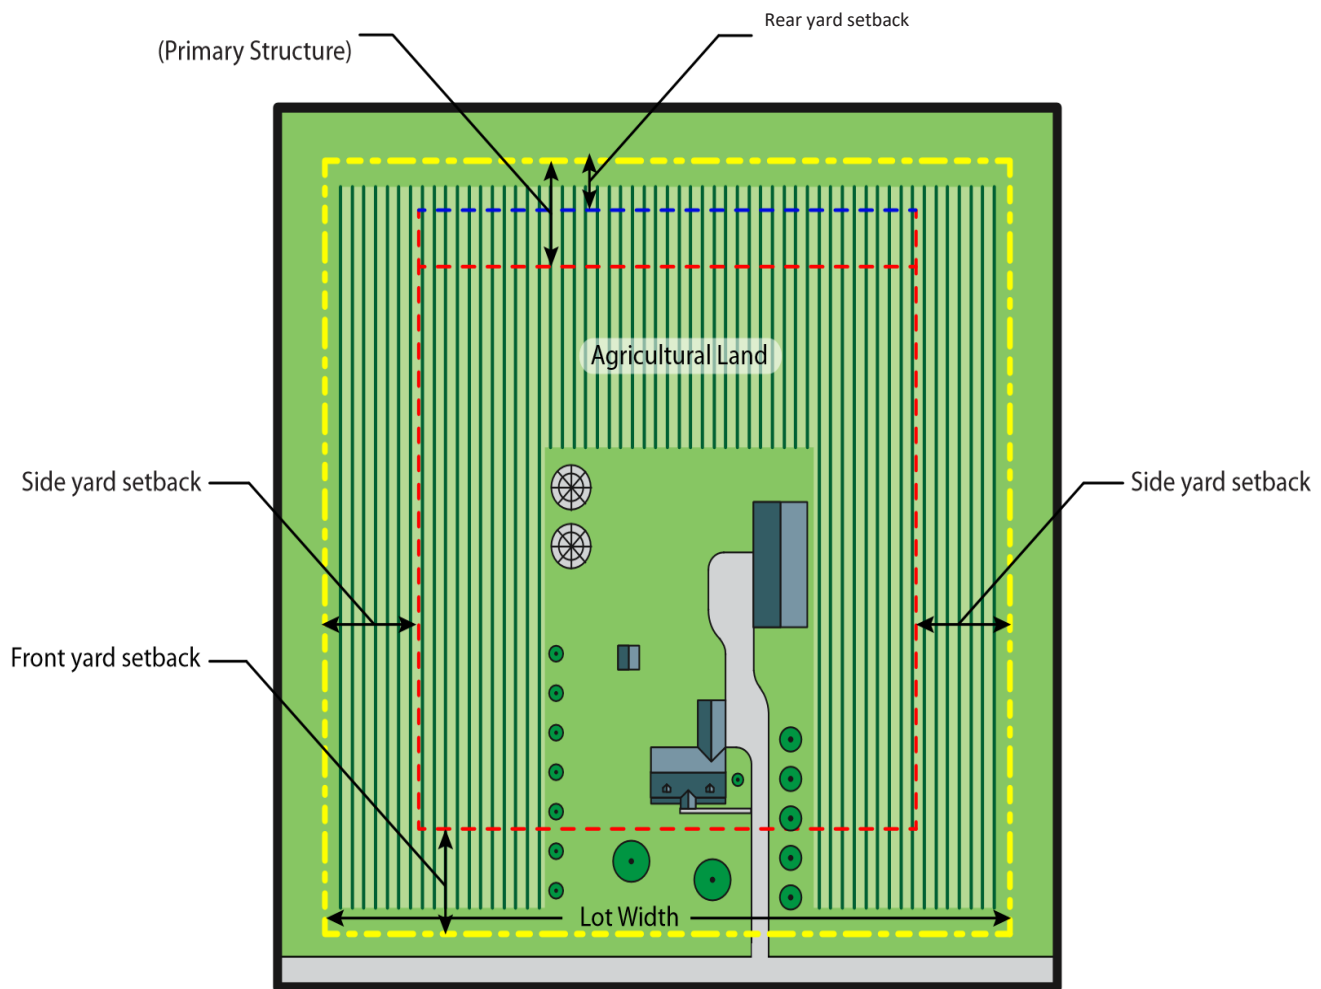 Rear yard setback
(Primary Structure)
Agricultural Land
Side yard setback
Side yard setback
Front yard setback
Lot Width